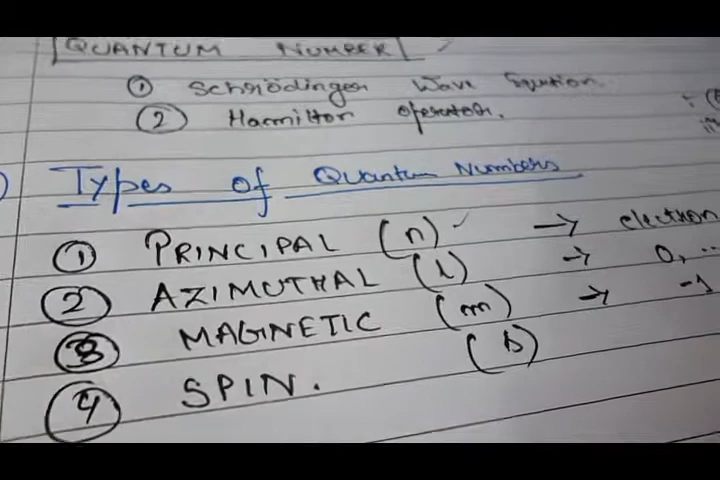 QUANTUM NUMBER
① Schrödinger Wave Equation
② Hamilton operator.
Types of Quantum Numbers
① PRINCIPAL (n) ✓ → electron
② AZIMUTHAL (l) → 0, ..
③ MAGINETIC (m) → -1
④ SPIN. (s)